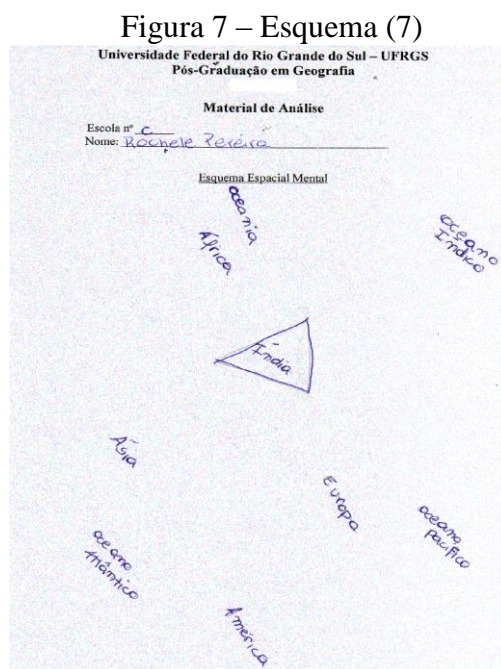 Figura 7 – Esquema (7)
Universidade Federal do Rio Grande do Sul – UFRGS
Pós-Graduação em Geografia
Material de Análise
Escola nº C
Nome: Rochele Pereira
Esquema Espacial Mental
oceania
África
oceano
Índico
Índia
Ásia
Europa
oceano
Atlântico
oceano
pacífico
América